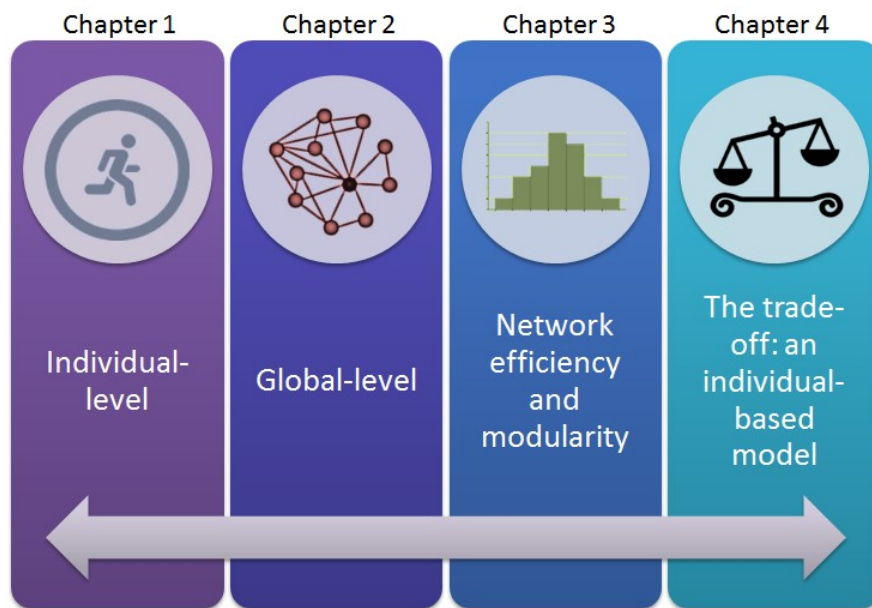 Chapter 1
Chapter 2
Chapter 3
Chapter 4
Individual-
level
Global-level
Network
efficiency
and
modularity
The trade-
off: an
individual-
based
model